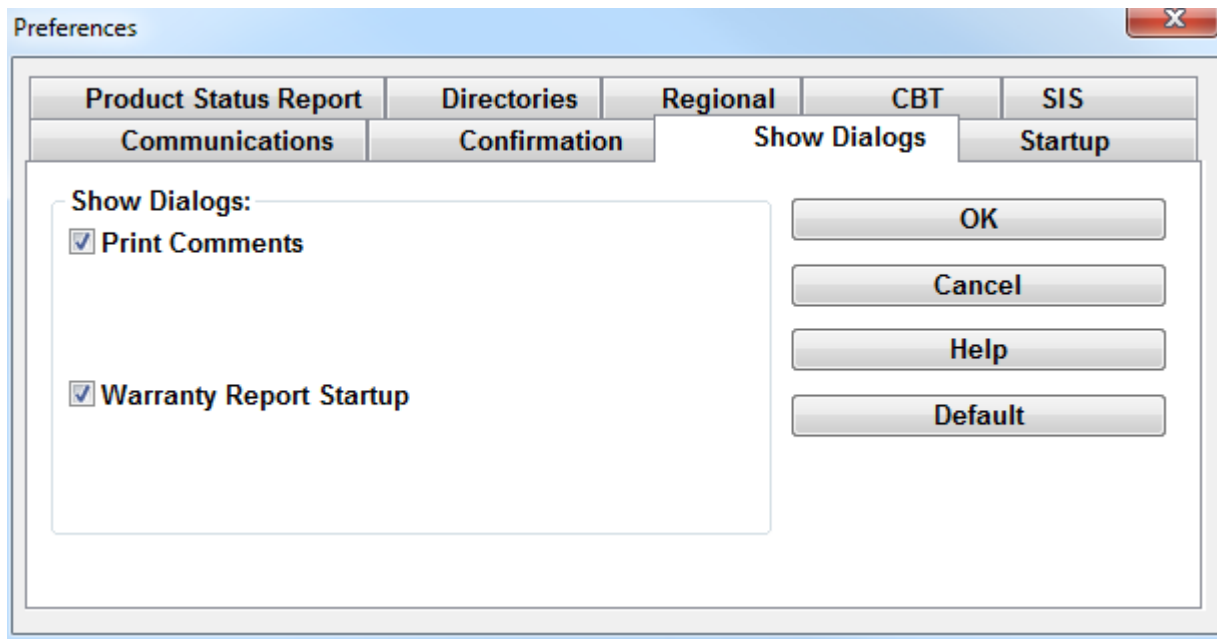 Preferences
Product Status Report Directories Regional CBT SIS
Communications Confirmation Show Dialogs Startup
Show Dialogs:
Print Comments
Warranty Report Startup
OK
Cancel
Help
Default